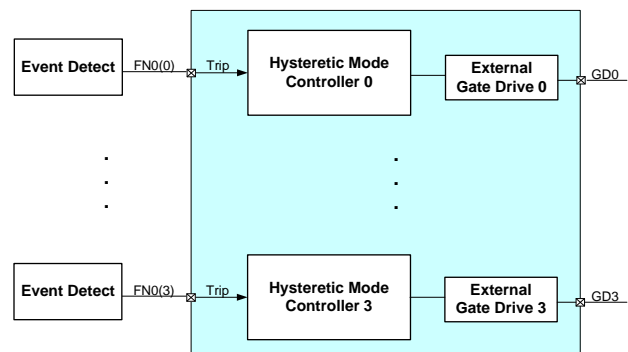 Event Detect
FN0(0)
Trip
Hysteretic Mode
Controller 0
External
Gate Drive 0
GD0
Event Detect
FN0(3)
Trip
Hysteretic Mode
Controller 3
External
Gate Drive 3
GD3